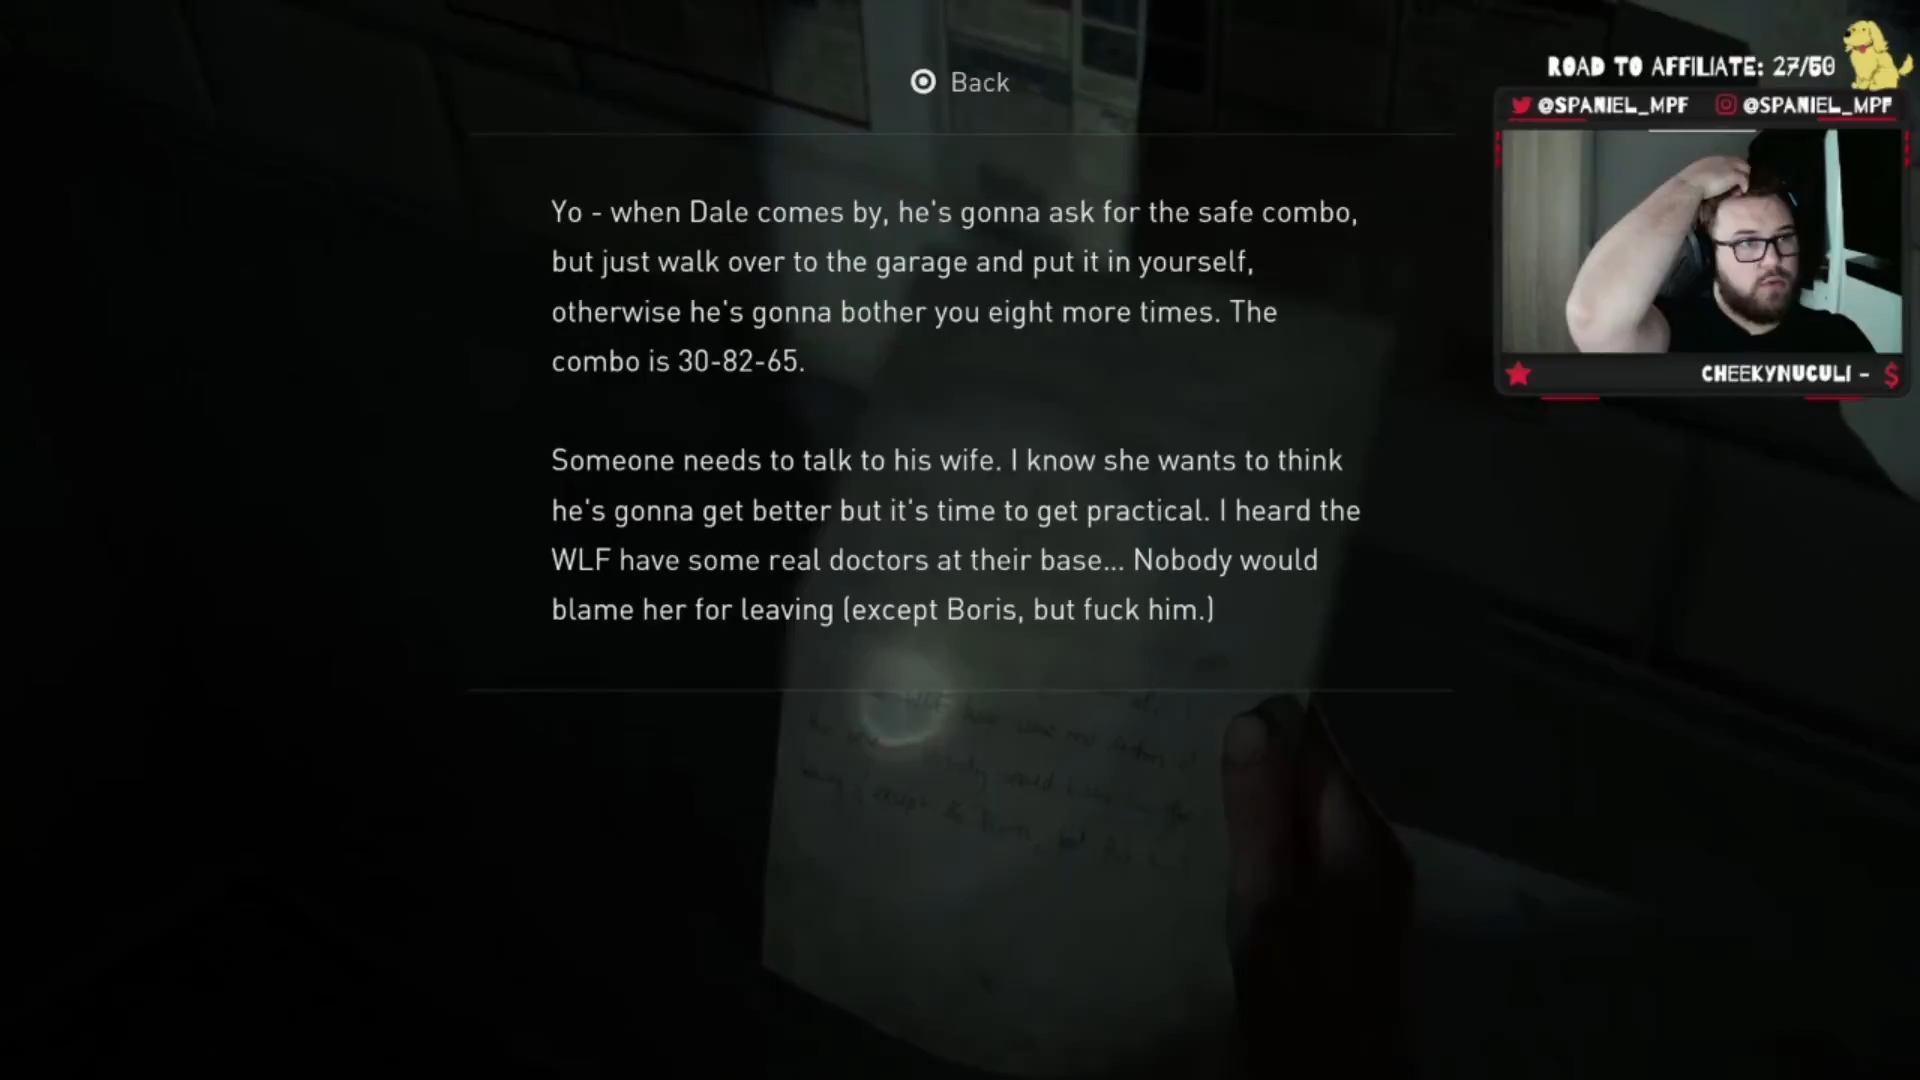 Back
ROAD TO AFFILIATE: 27/50
@SPANIEL_MPF @SPANIEL_MPF
Yo - when Dale comes by, he's gonna ask for the safe combo,
but just walk over to the garage and put it in yourself,
otherwise he's gonna bother you eight more times. The
combo is 30-82-65.
CHEEKYNUCULI - $
Someone needs to talk to his wife. I know she wants to think
he's gonna get better but it's time to get practical. I heard the
WLF have some real doctors at their base... Nobody would
blame her for leaving (except Boris, but fuck him.)